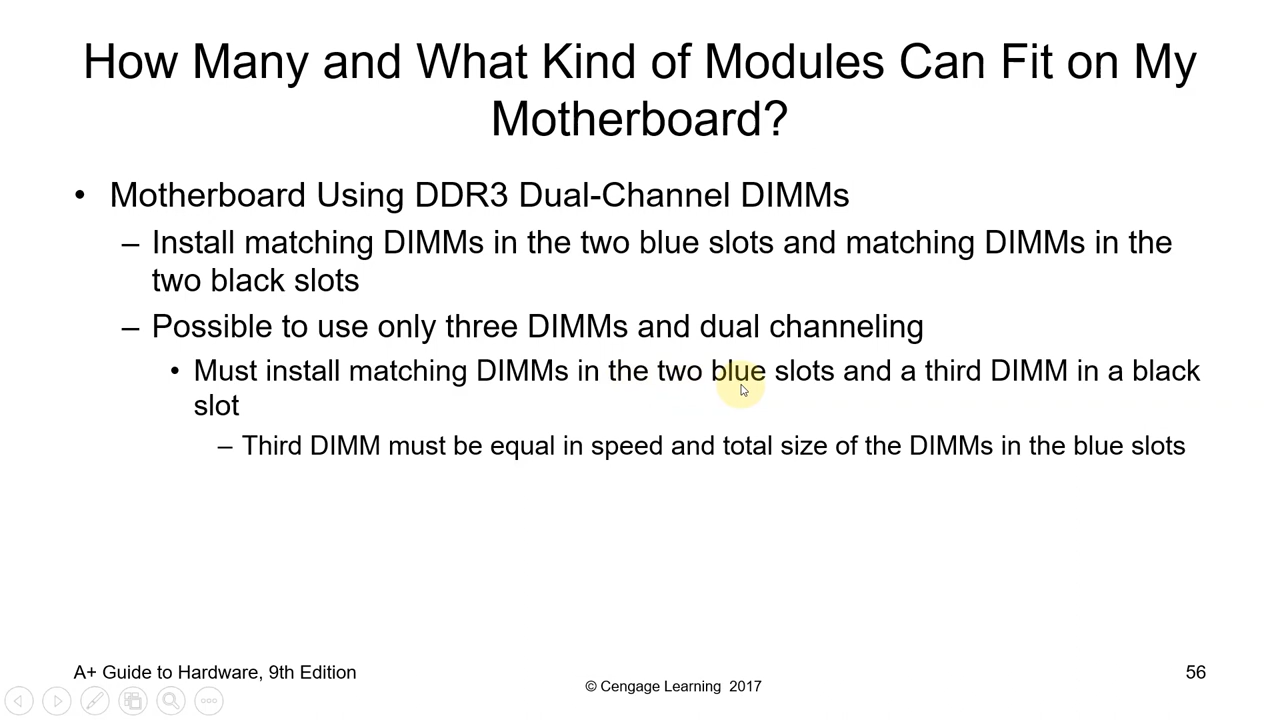 How Many and What Kind of Modules Can Fit on My
Motherboard?
• Motherboard Using DDR3 Dual-Channel DIMMs
– Install matching DIMMs in the two blue slots and matching DIMMs in the
two black slots
– Possible to use only three DIMMs and dual channeling
• Must install matching DIMMs in the two blue slots and a third DIMM in a black
slot
– Third DIMM must be equal in speed and total size of the DIMMs in the blue slots
A+ Guide to Hardware, 9th Edition
© Cengage Learning 2017
56